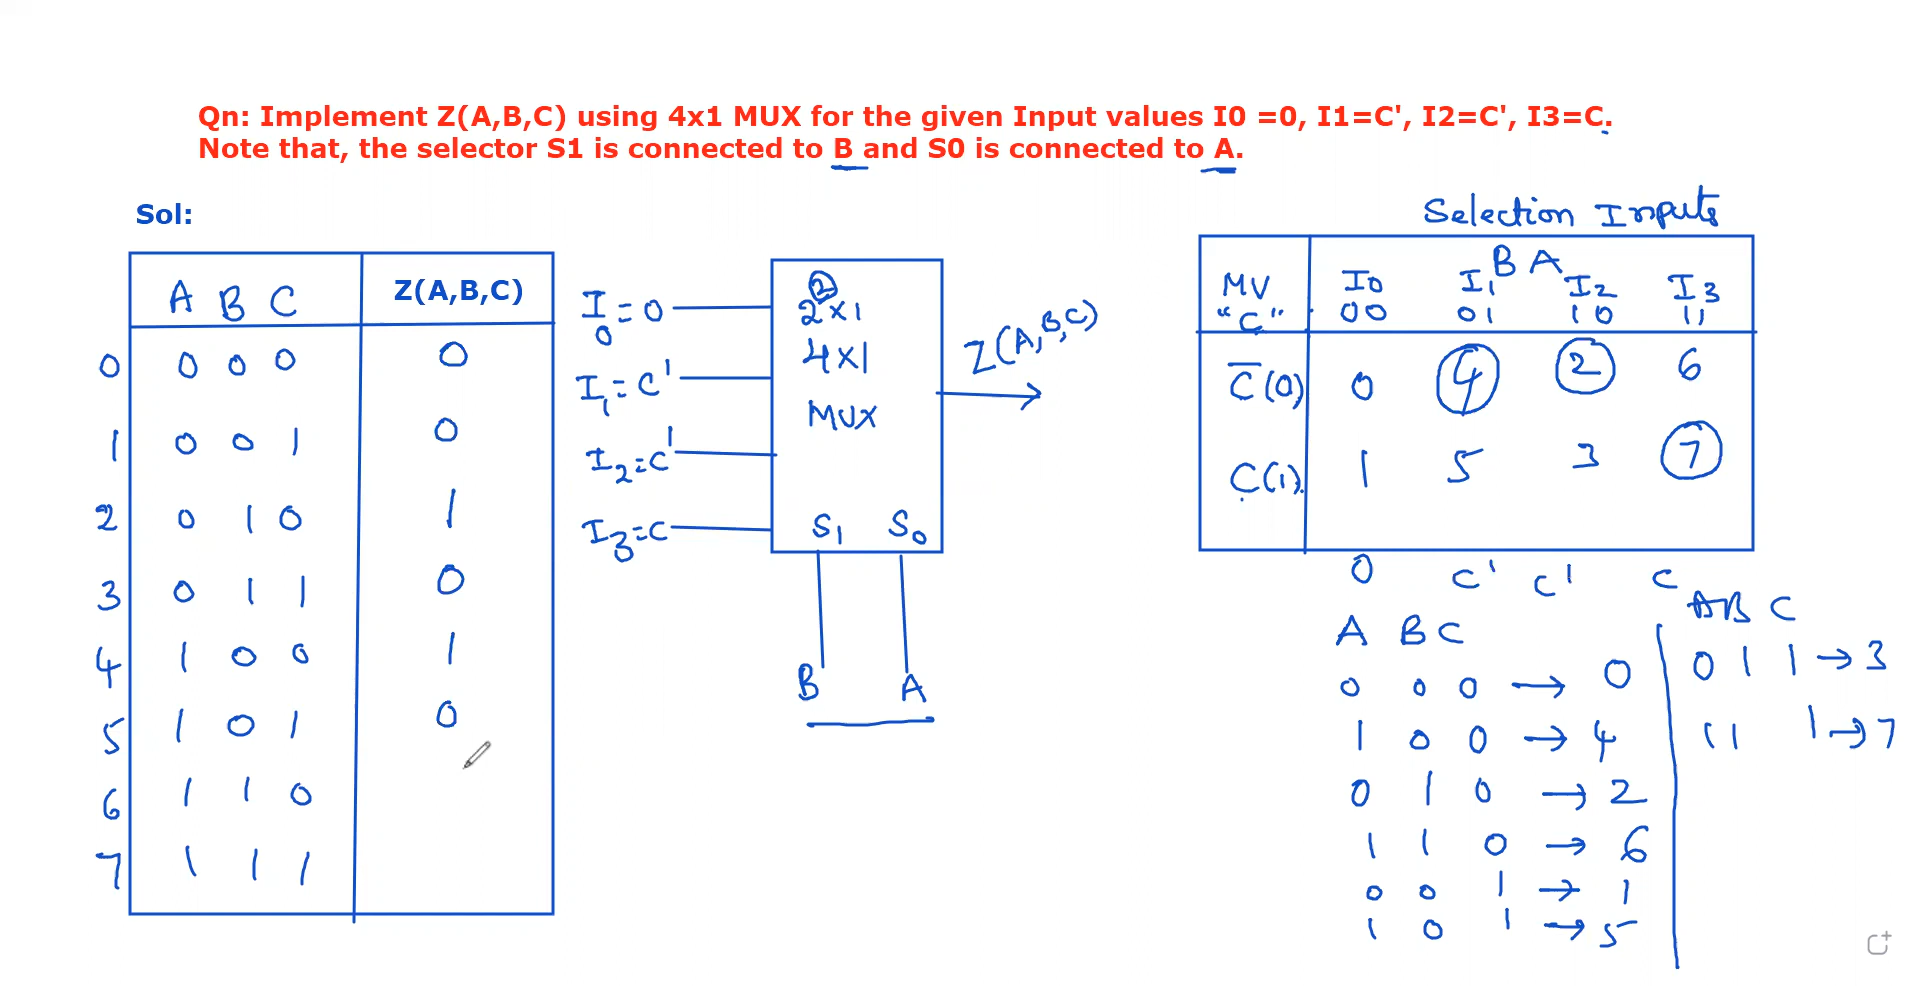 Qn: Implement Z(A,B,C) using 4x1 MUX for the given Input values I0 =0, I1=C', I2=C', I3=C.
Note that, the selector S1 is connected to B and S0 is connected to A.
Sol:
A B C Z(A,B,C)
0 0 0 0 0
1 0 0 1 0
2 0 1 0 1
3 0 1 1 0
4 1 0 0 1
5 1 0 1 0
6 1 1 0
7 1 1 1
I0 = 0
I1 = C'
I2 = C'
I3 = C
2
2x1
4x1
MUX
S1 S0
B A
Z(A,B,C)
Selection Inputs
B A
MV I0 I1 I2 I3
"C" 00 01 10 11
C̅(0) 0 4 2 6
C(1) 1 5 3 7
0 C' C' C
A B C
0 0 0 → 0
1 0 0 → 4
0 1 0 → 2
1 1 0 → 6
0 0 1 → 1
1 0 1 → 5
A B C
0 1 1 → 3
1 1 1 → 7